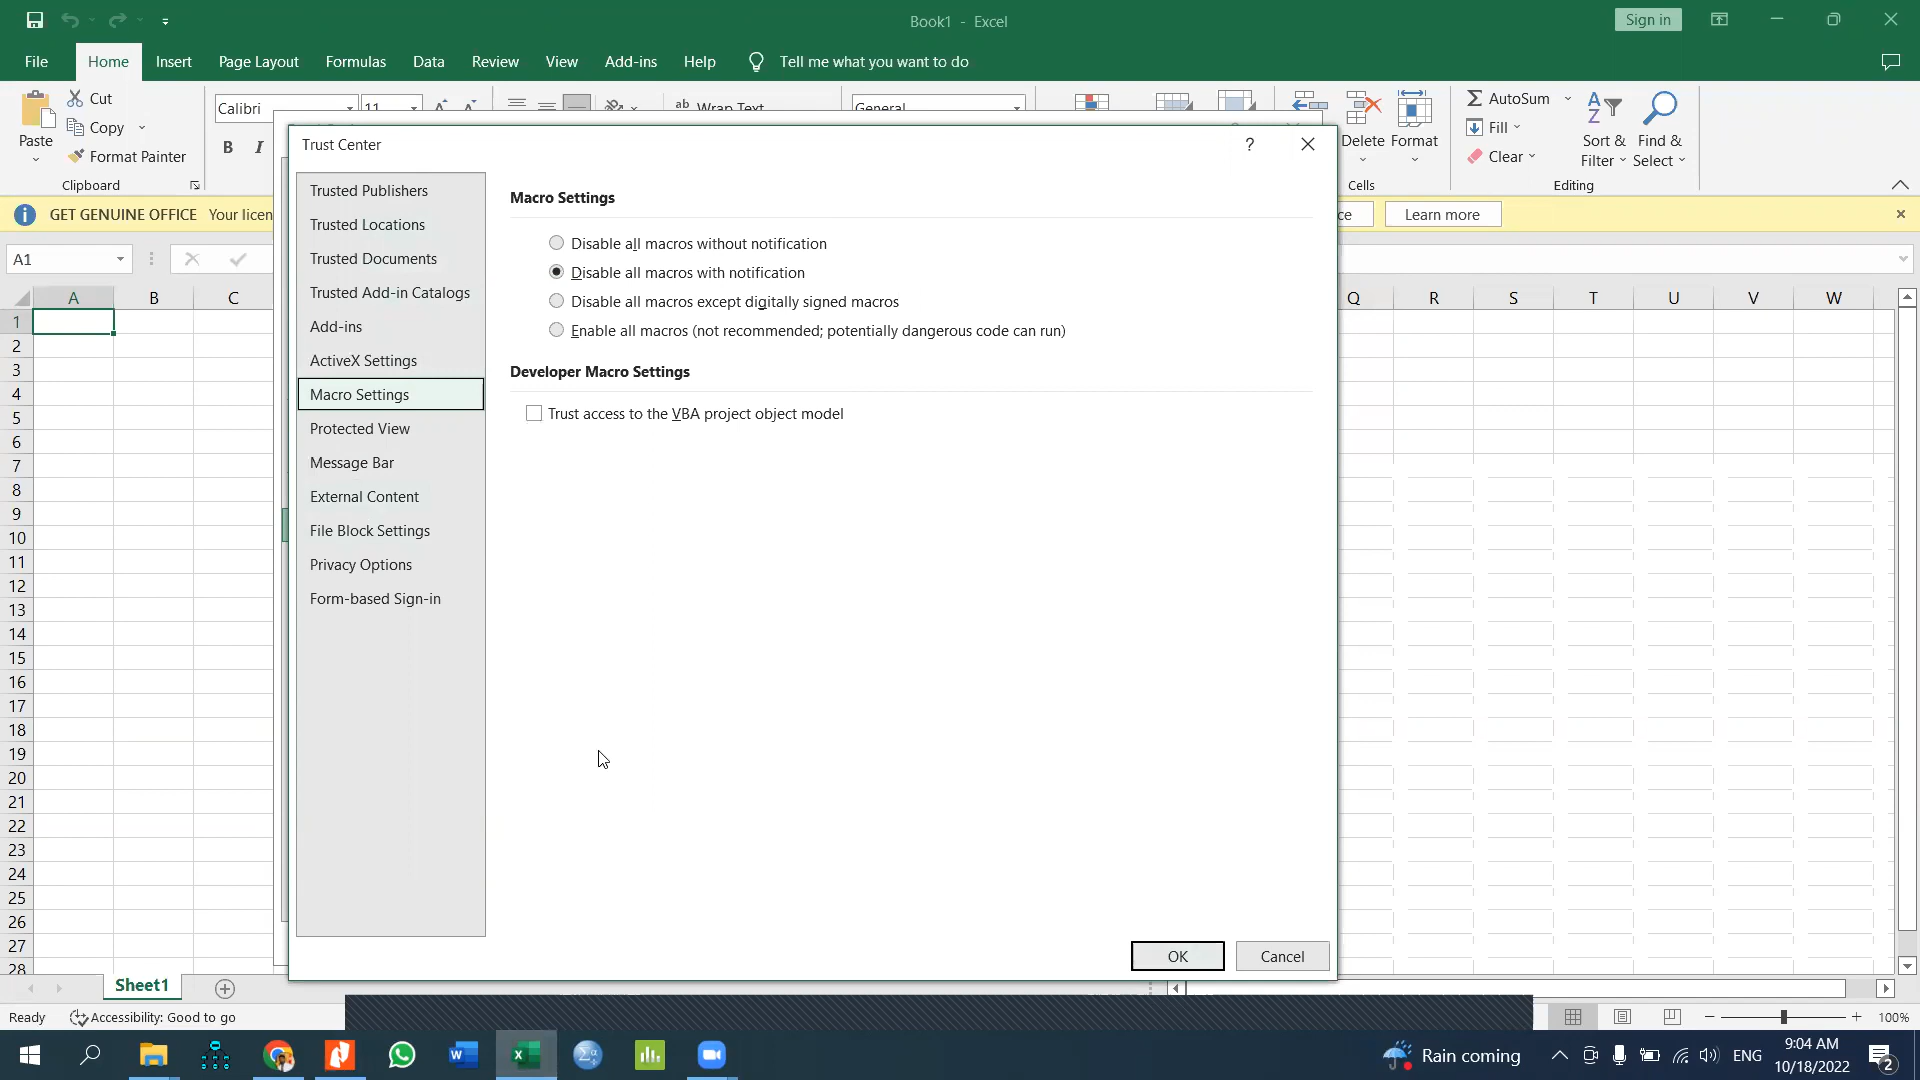 Book1 - Excel
Sign in
File Home Insert Page Layout Formulas Data Review View Add-ins Help Tell me what you want to do
Paste
Cut
Copy
Format Painter
Clipboard
Calibri 11
B I
ab Wrap Text
General
Delete Format
Cells
AutoSum
Fill
Clear
Sort & Filter
Find & Select
Editing
GET GENUINE OFFICE Your licen
ce
Learn more
A1
A B C Q R S T U V W
1
2
3
4
5
6
7
8
9
10
11
12
13
14
15
16
17
18
19
20
21
22
23
24
25
26
27
28
Trust Center
?
Trusted Publishers
Trusted Locations
Trusted Documents
Trusted Add-in Catalogs
Add-ins
ActiveX Settings
Macro Settings
Protected View
Message Bar
External Content
File Block Settings
Privacy Options
Form-based Sign-in
Macro Settings
Disable all macros without notification
Disable all macros with notification
Disable all macros except digitally signed macros
Enable all macros (not recommended; potentially dangerous code can run)
Developer Macro Settings
Trust access to the VBA project object model
OK Cancel
Sheet1
Ready Accessibility: Good to go
100%
Rain coming
ENG
9:04 AM
10/18/2022
2